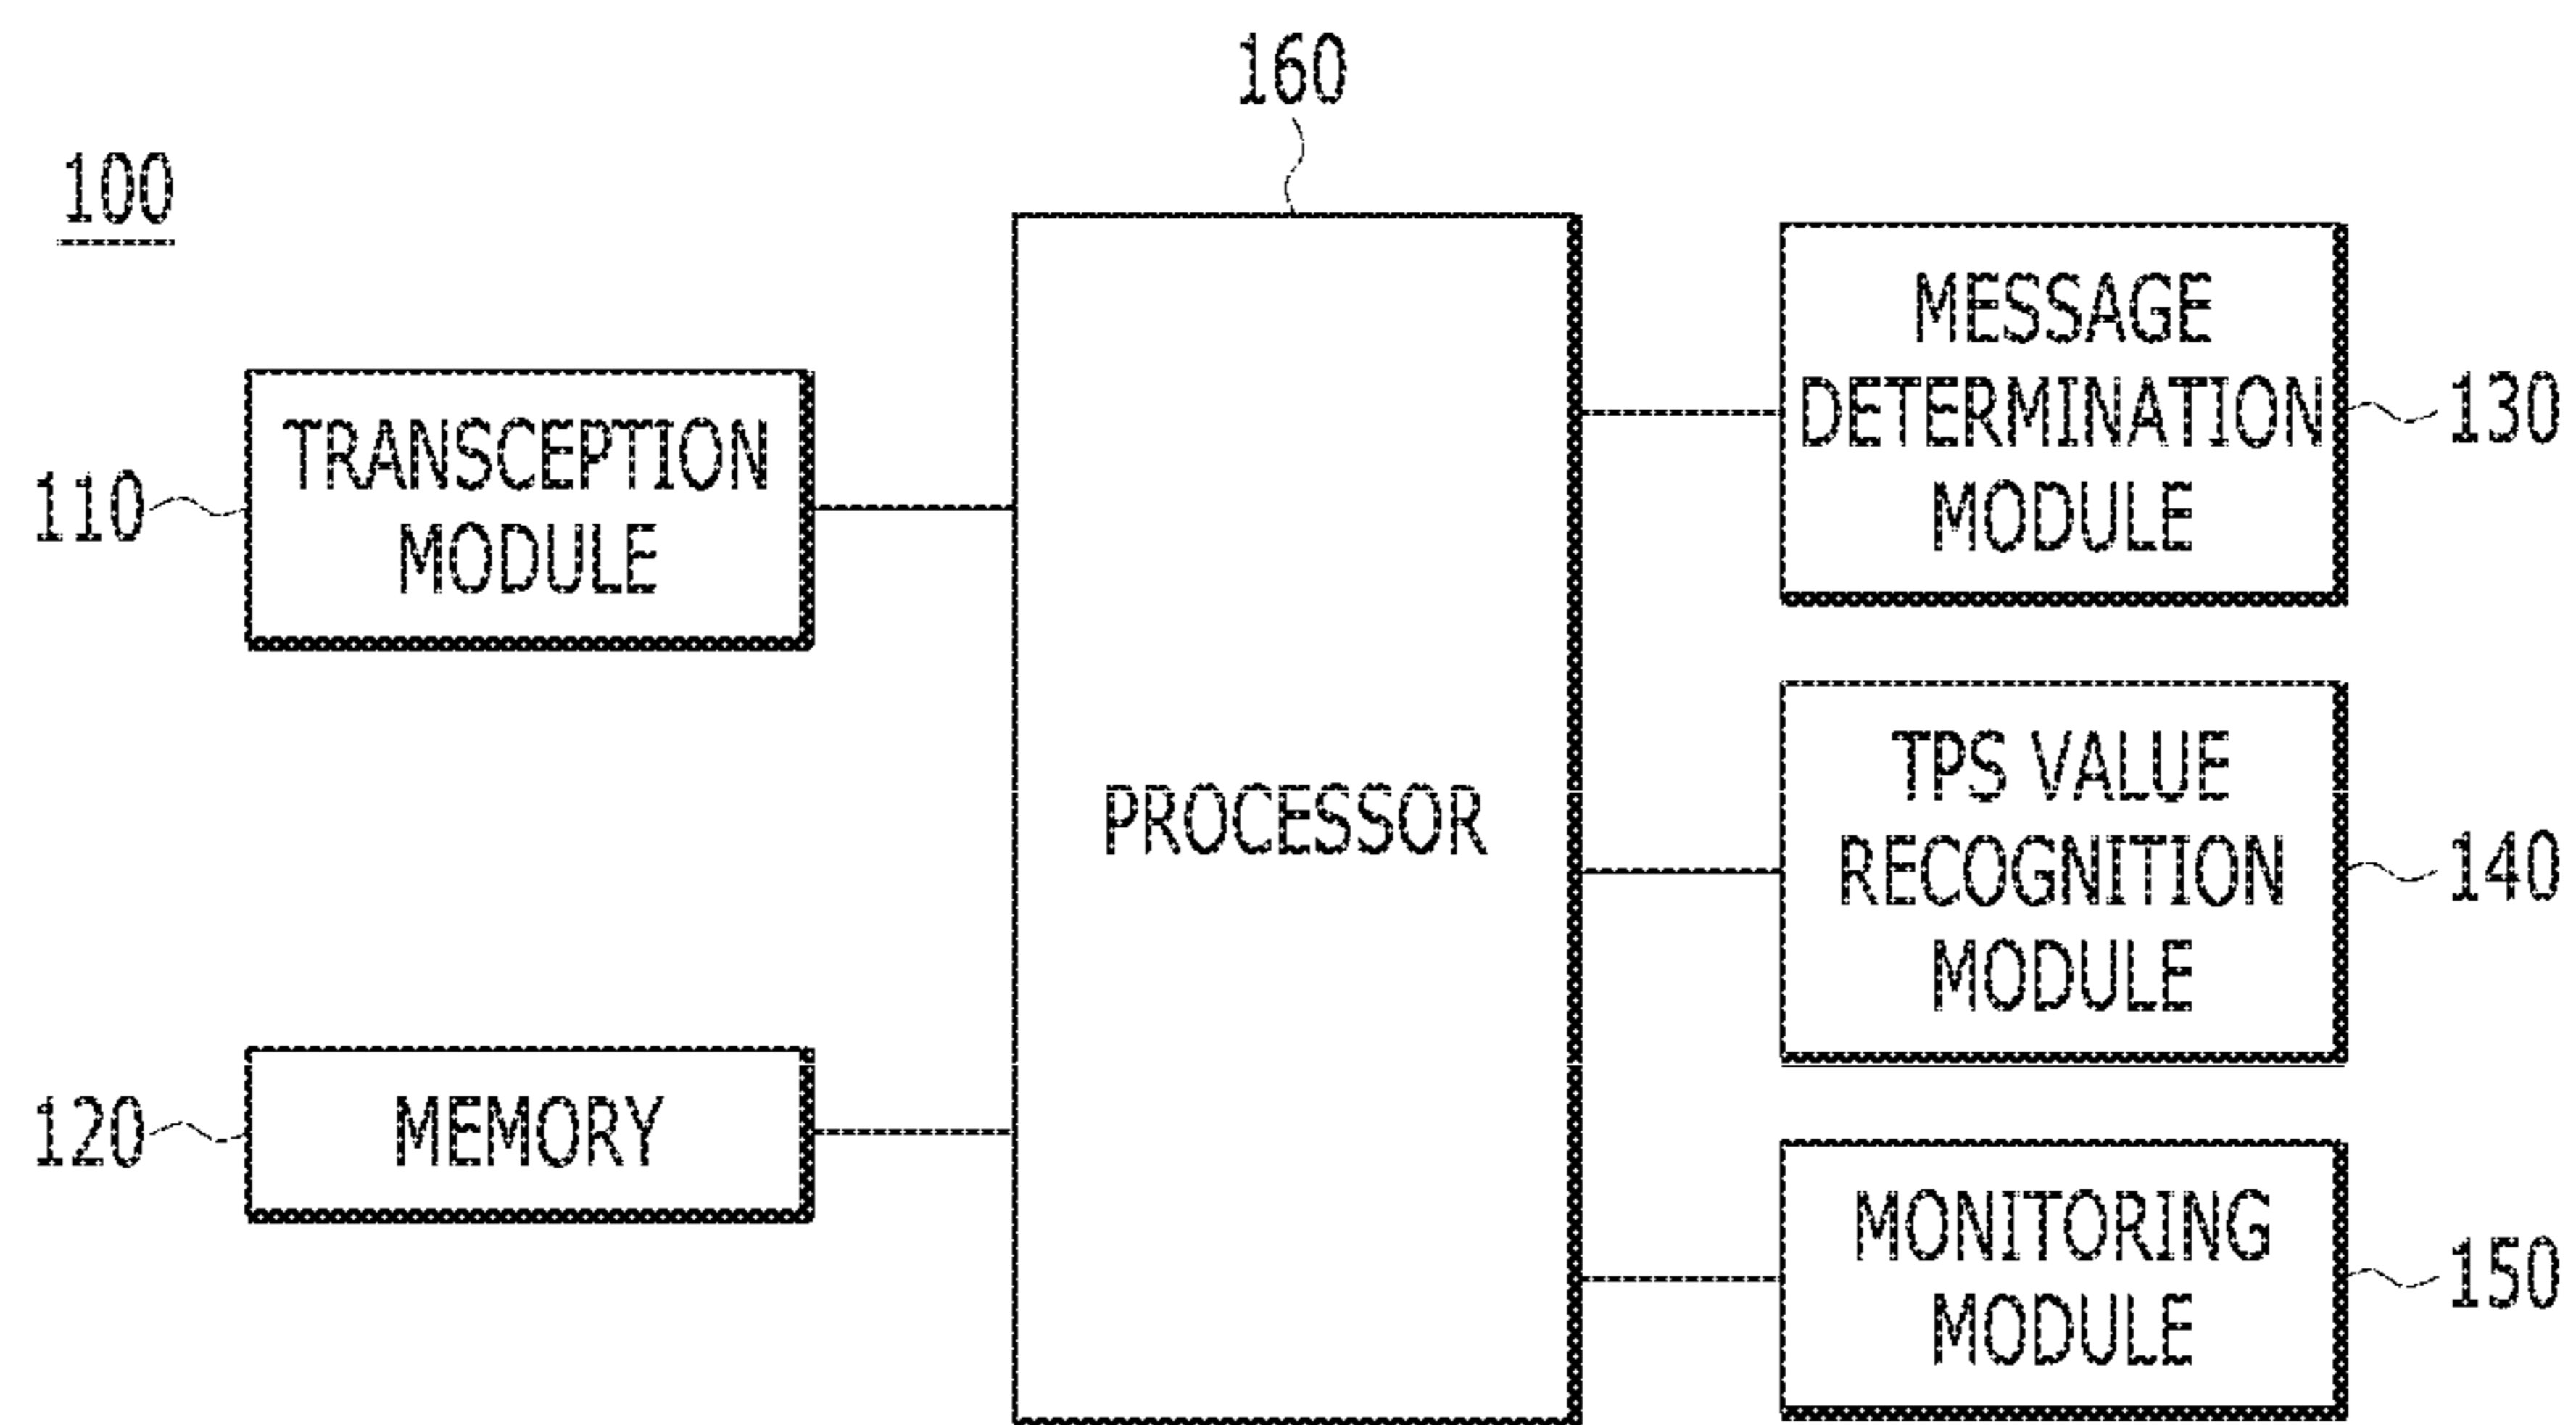 160
100
TRANSCEPTION
MODULE
110
MEMORY
120
PROCESSOR
MESSAGE
DETERMINATION
MODULE
130
TPS VALUE
RECOGNITION
MODULE
140
MONITORING
MODULE
150